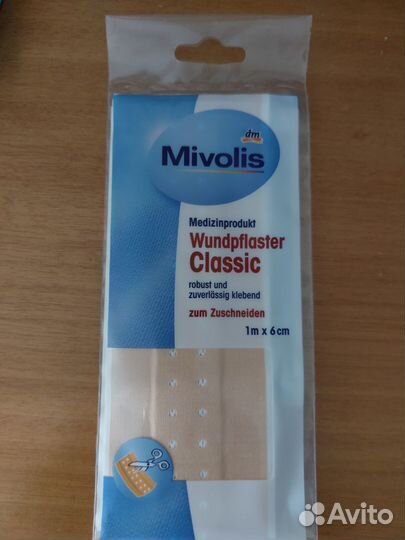 dm
Mivolis
Medizinprodukt
Wundpflaster
Classic
robust und
zuverlässig klebend
zum Zuschneiden
1m x 6cm
Avito